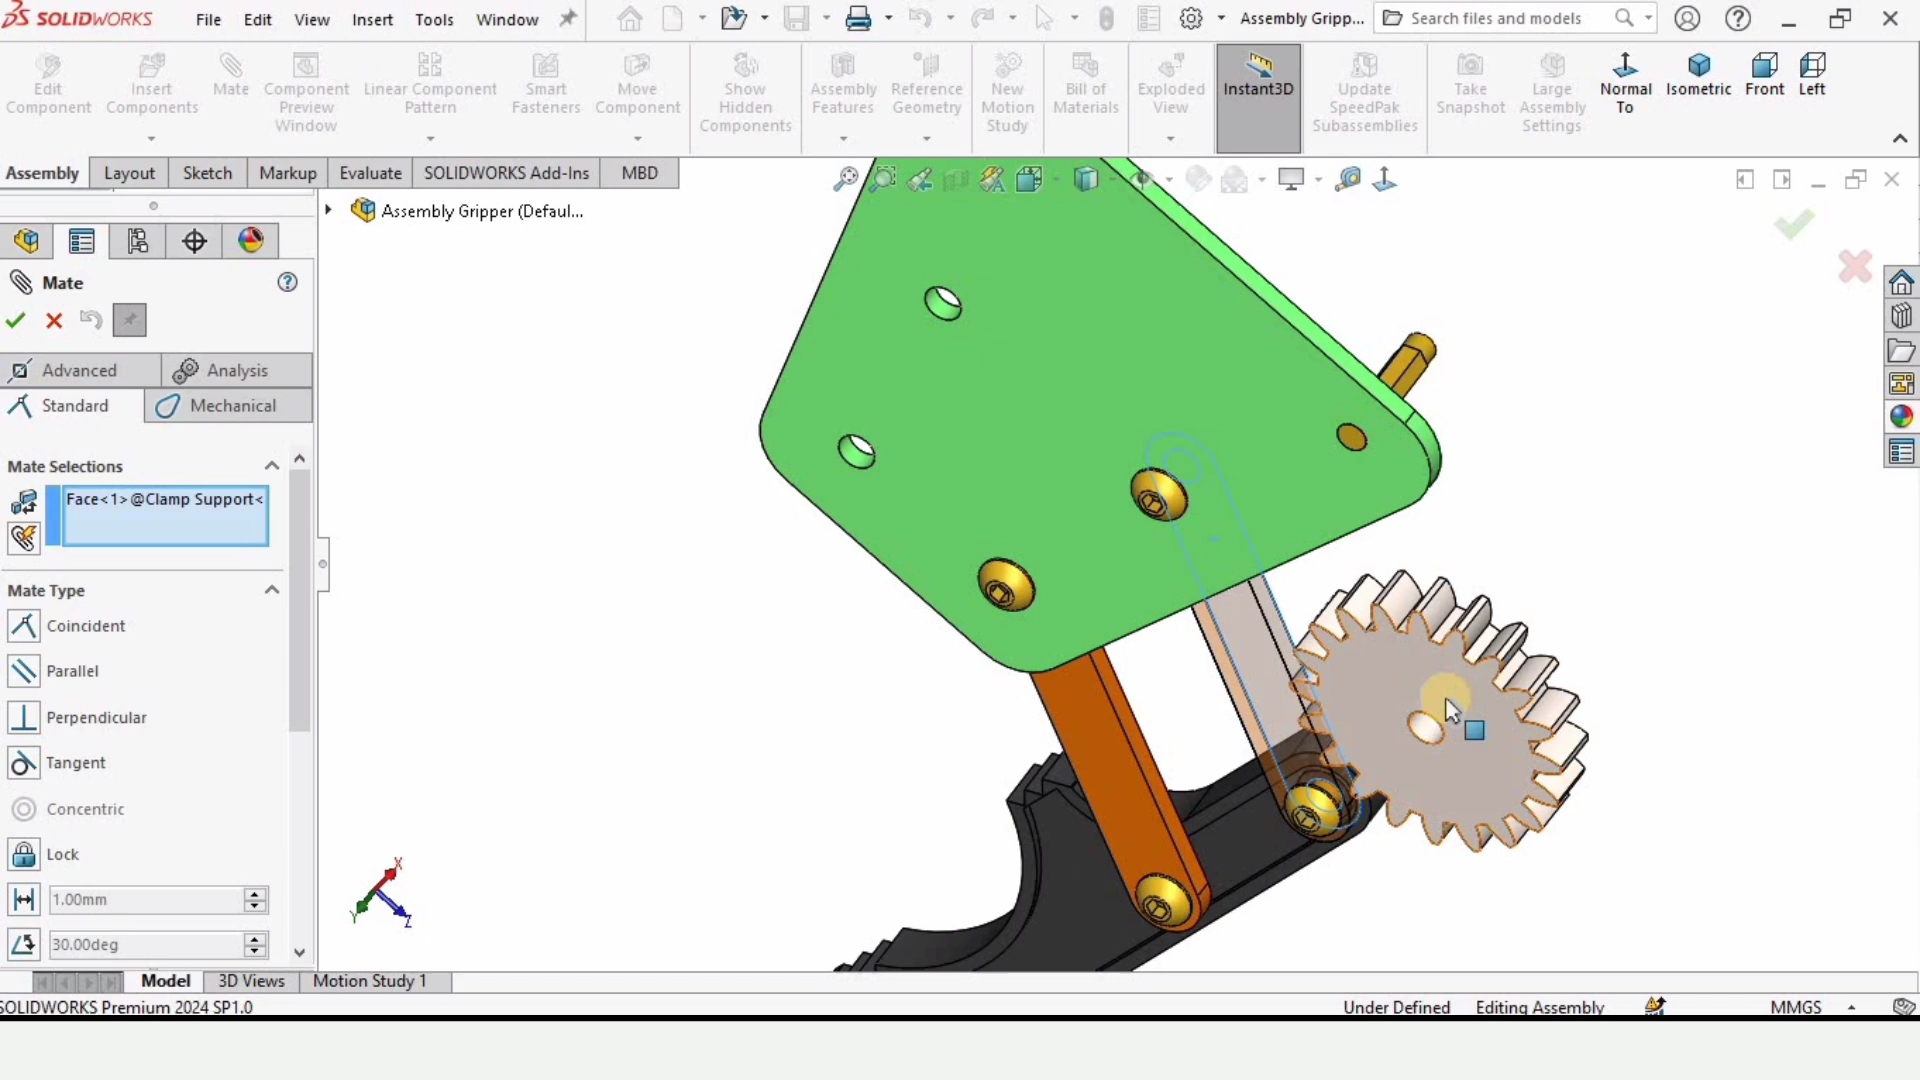 SOLIDWORKS File Edit View Insert Tools Window Assembly Gripp... Search files and models
Edit Component
Insert Components
Mate
Component Preview Window
Linear Component Pattern
Smart Fasteners
Move Component
Show Hidden Components
Assembly Features
Reference Geometry
New Motion Study
Bill of Materials
Exploded View
Instant3D
Update SpeedPak Subassemblies
Take Snapshot
Large Assembly Settings
Normal To
Isometric
Front
Left
Assembly Layout Sketch Markup Evaluate SOLIDWORKS Add-Ins MBD
Assembly Gripper (Defaul...
Mate
Advanced Analysis
Standard Mechanical
Mate Selections
Face<1>@Clamp Support<
Mate Type
Coincident
Parallel
Perpendicular
Tangent
Concentric
Lock
1.00mm
30.00deg
X
Y
Z
Model 3D Views Motion Study 1
SOLIDWORKS Premium 2024 SP1.0 Under Defined Editing Assembly MMGS